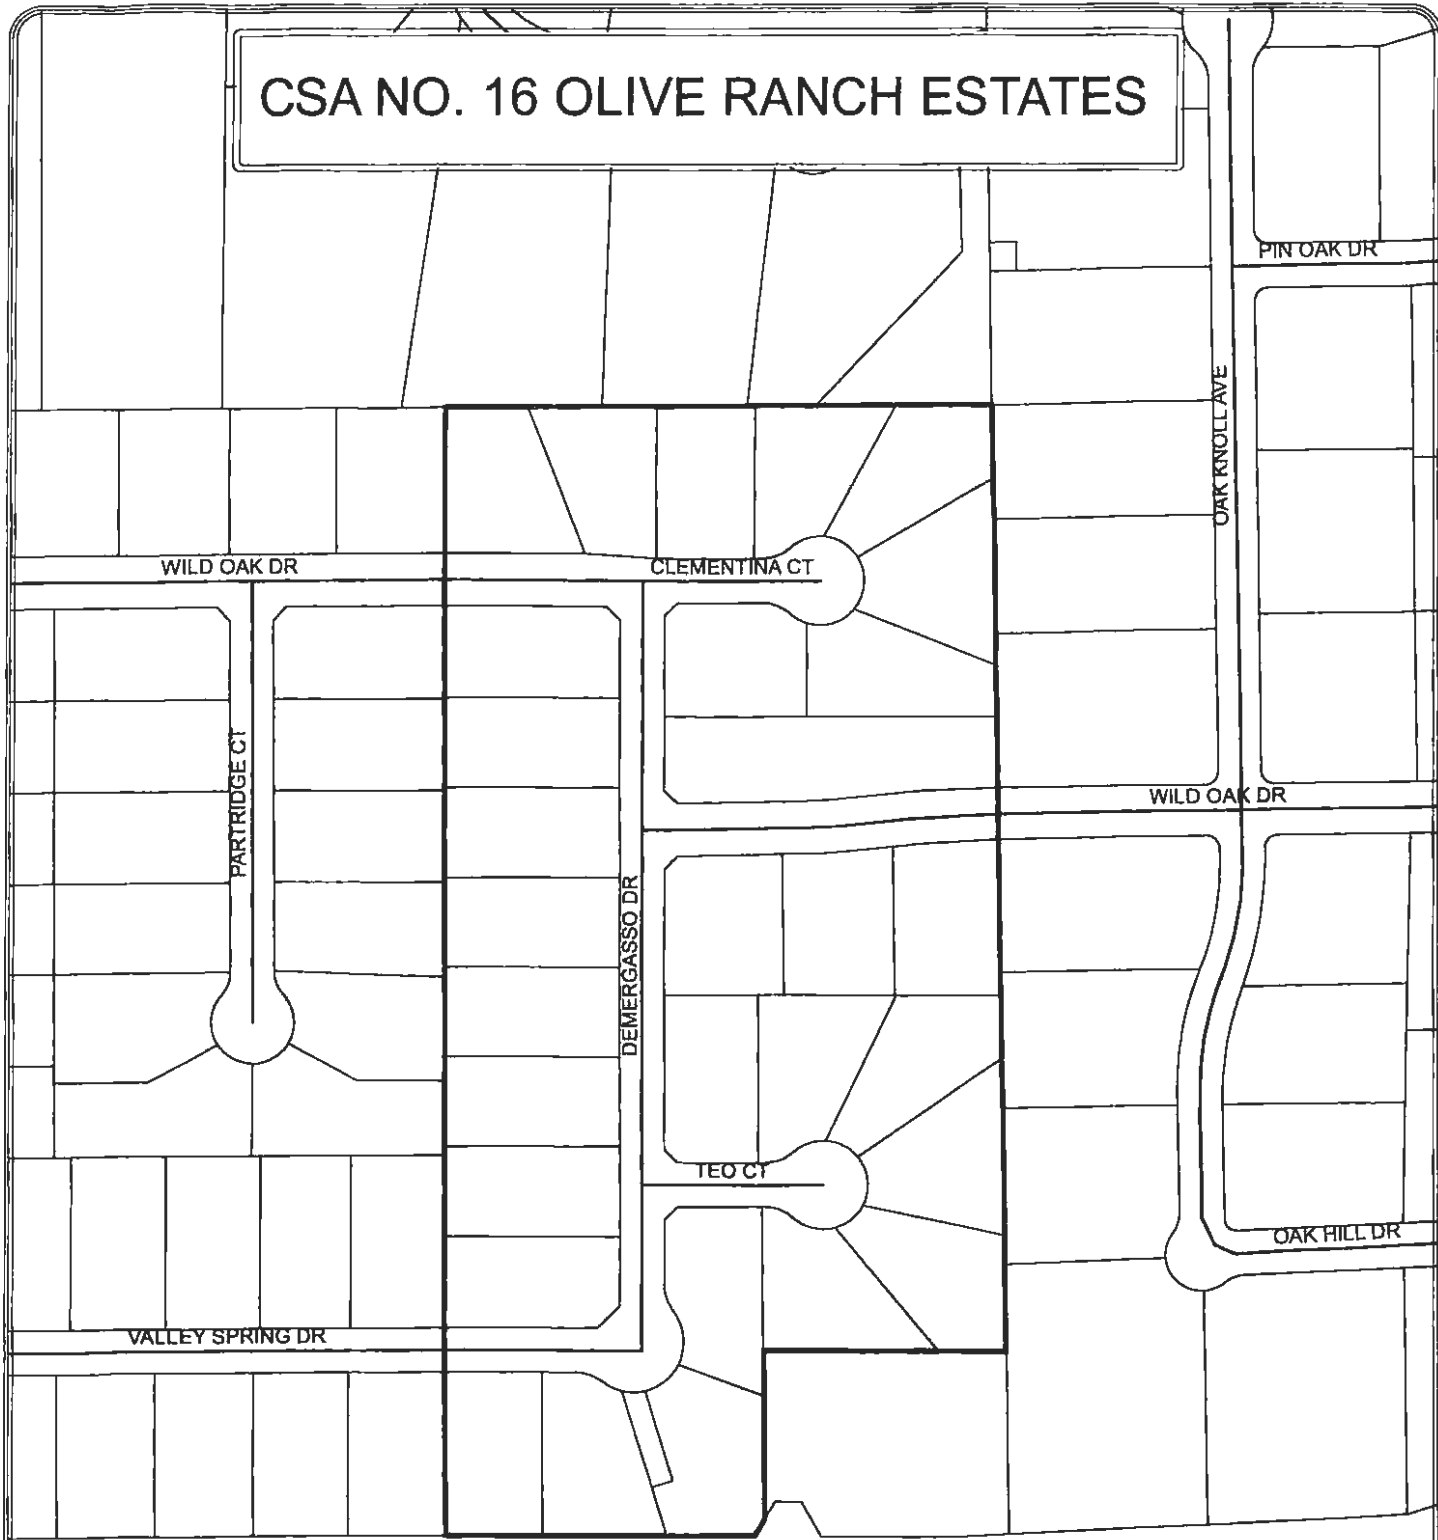 CSA NO. 16 OLIVE RANCH ESTATES
PIN OAK DR
OAK KNOLL AVE
WILD OAK DR
CLEMENTINA CT
PARTRIDGE CT
WILD OAK DR
DEMERGASSO DR
TEO CT
OAK HILL DR
VALLEY SPRING DR